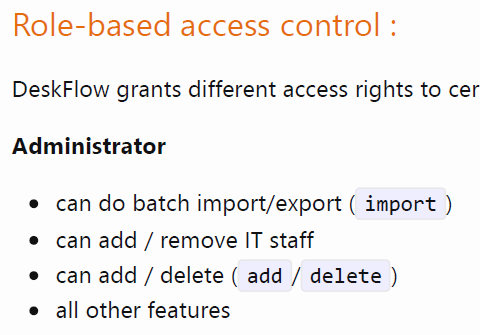 Role-based access control :
DeskFlow grants different access rights to
Administrator
can do batch import/export (import)
can add / remove IT staff
can add / delete (add/delete)
all other features